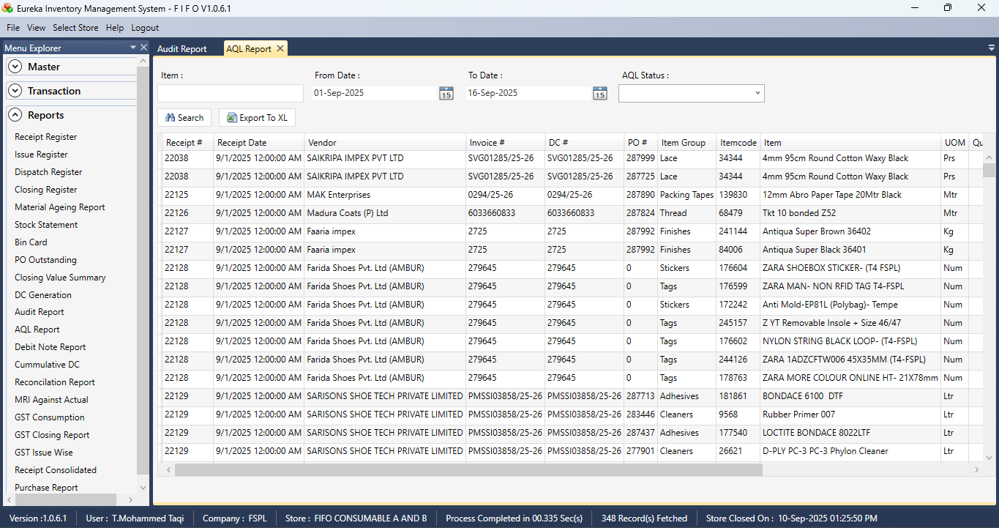 Eureka Inventory Management System - F I F O V1.0.6.1
File View Select Store Help Logout
Menu Explorer
Master
Transaction
Reports
Receipt Register
Issue Register
Dispatch Register
Closing Register
Material Ageing Report
Stock Statement
Bin Card
PO Outstanding
Closing Value Summary
DC Generation
Audit Report
AQL Report
Debit Note Report
Cummulative DC
Reconcilation Report
MRI Against Actual
GST Consumption
GST Closing Report
GST Issue Wise
Receipt Consolidated
Purchase Report
Audit Report AQL Report
Item : From Date : To Date : AQL Status :
01-Sep-2025 15 16-Sep-2025 15
Search Export To XL
Receipt # Receipt Date Vendor Invoice # DC # PO # Item Group Itemcode Item UOM Qu
22038 9/1/2025 12:00:00 AM SAIKRIPA IMPEX PVT LTD SVG01285/25-26 SVG01285/25-26 287999 Lace 34344 4mm 95cm Round Cotton Waxy Black Prs
22038 9/1/2025 12:00:00 AM SAIKRIPA IMPEX PVT LTD SVG01285/25-26 SVG01285/25-26 287725 Lace 34344 4mm 95cm Round Cotton Waxy Black Prs
22125 9/1/2025 12:00:00 AM MAK Enterprises 0294/25-26 0294/25-26 287890 Packing Tapes 139830 12mm Abro Paper Tape 20Mtr Black Mtr
22126 9/1/2025 12:00:00 AM Madura Coats (P) Ltd 6033660833 6033660833 287824 Thread 68479 Tkt 10 bonded Z52 Mtr
22127 9/1/2025 12:00:00 AM Faaria impex 2725 2725 287992 Finishes 241144 Antiqua Super Brown 36402 Kg
22127 9/1/2025 12:00:00 AM Faaria impex 2725 2725 287992 Finishes 84006 Antiqua Super Black 36401 Kg
22128 9/1/2025 12:00:00 AM Farida Shoes Pvt. Ltd (AMBUR) 279645 279645 0 Stickers 176604 ZARA SHOEBOX STICKER- (T4 FSPL) Num
22128 9/1/2025 12:00:00 AM Farida Shoes Pvt. Ltd (AMBUR) 279645 279645 0 Tags 176599 ZARA MAN- NON RFID TAG T4-FSPL Num
22128 9/1/2025 12:00:00 AM Farida Shoes Pvt. Ltd (AMBUR) 279645 279645 0 Stickers 172242 Anti Mold-EP81L (Polybag)- Tempe Num
22128 9/1/2025 12:00:00 AM Farida Shoes Pvt. Ltd (AMBUR) 279645 279645 0 Tags 245157 Z YT Removable Insole + Size 46/47 Num
22128 9/1/2025 12:00:00 AM Farida Shoes Pvt. Ltd (AMBUR) 279645 279645 0 Tags 176602 NYLON STRING BLACK LOOP- (T4-FSPL) Num
22128 9/1/2025 12:00:00 AM Farida Shoes Pvt. Ltd (AMBUR) 279645 279645 0 Tags 244126 ZARA 1ADZCFTW006 45X35MM (T4-FSPL) Num
22128 9/1/2025 12:00:00 AM Farida Shoes Pvt. Ltd (AMBUR) 279645 279645 0 Tags 178763 ZARA MORE COLOUR ONLINE HT- 21X78mm Num
22129 9/1/2025 12:00:00 AM SARISONS SHOE TECH PRIVATE LIMITED PMSSI03858/25-26 PMSSI03858/25-26 287713 Adhesives 181861 BONDACE 6100 DTF Ltr
22129 9/1/2025 12:00:00 AM SARISONS SHOE TECH PRIVATE LIMITED PMSSI03858/25-26 PMSSI03858/25-26 283446 Cleaners 9568 Rubber Primer 007 Ltr
22129 9/1/2025 12:00:00 AM SARISONS SHOE TECH PRIVATE LIMITED PMSSI03858/25-26 PMSSI03858/25-26 287437 Adhesives 177540 LOCTITE BONDACE 8022LTF Ltr
22129 9/1/2025 12:00:00 AM SARISONS SHOE TECH PRIVATE LIMITED PMSSI03858/25-26 PMSSI03858/25-26 277901 Cleaners 26621 D-PLY PC-3 PC-3 Phylon Cleaner Ltr
Version :1.0.6.1 User : T.Mohammed Taqi Company : FSPL Store : FIFO CONSUMABLE A AND B Process Completed in 00.335 Sec(s) 348 Record(s) Fetched Store Closed On : 10-Sep-2025 01:25:50 PM